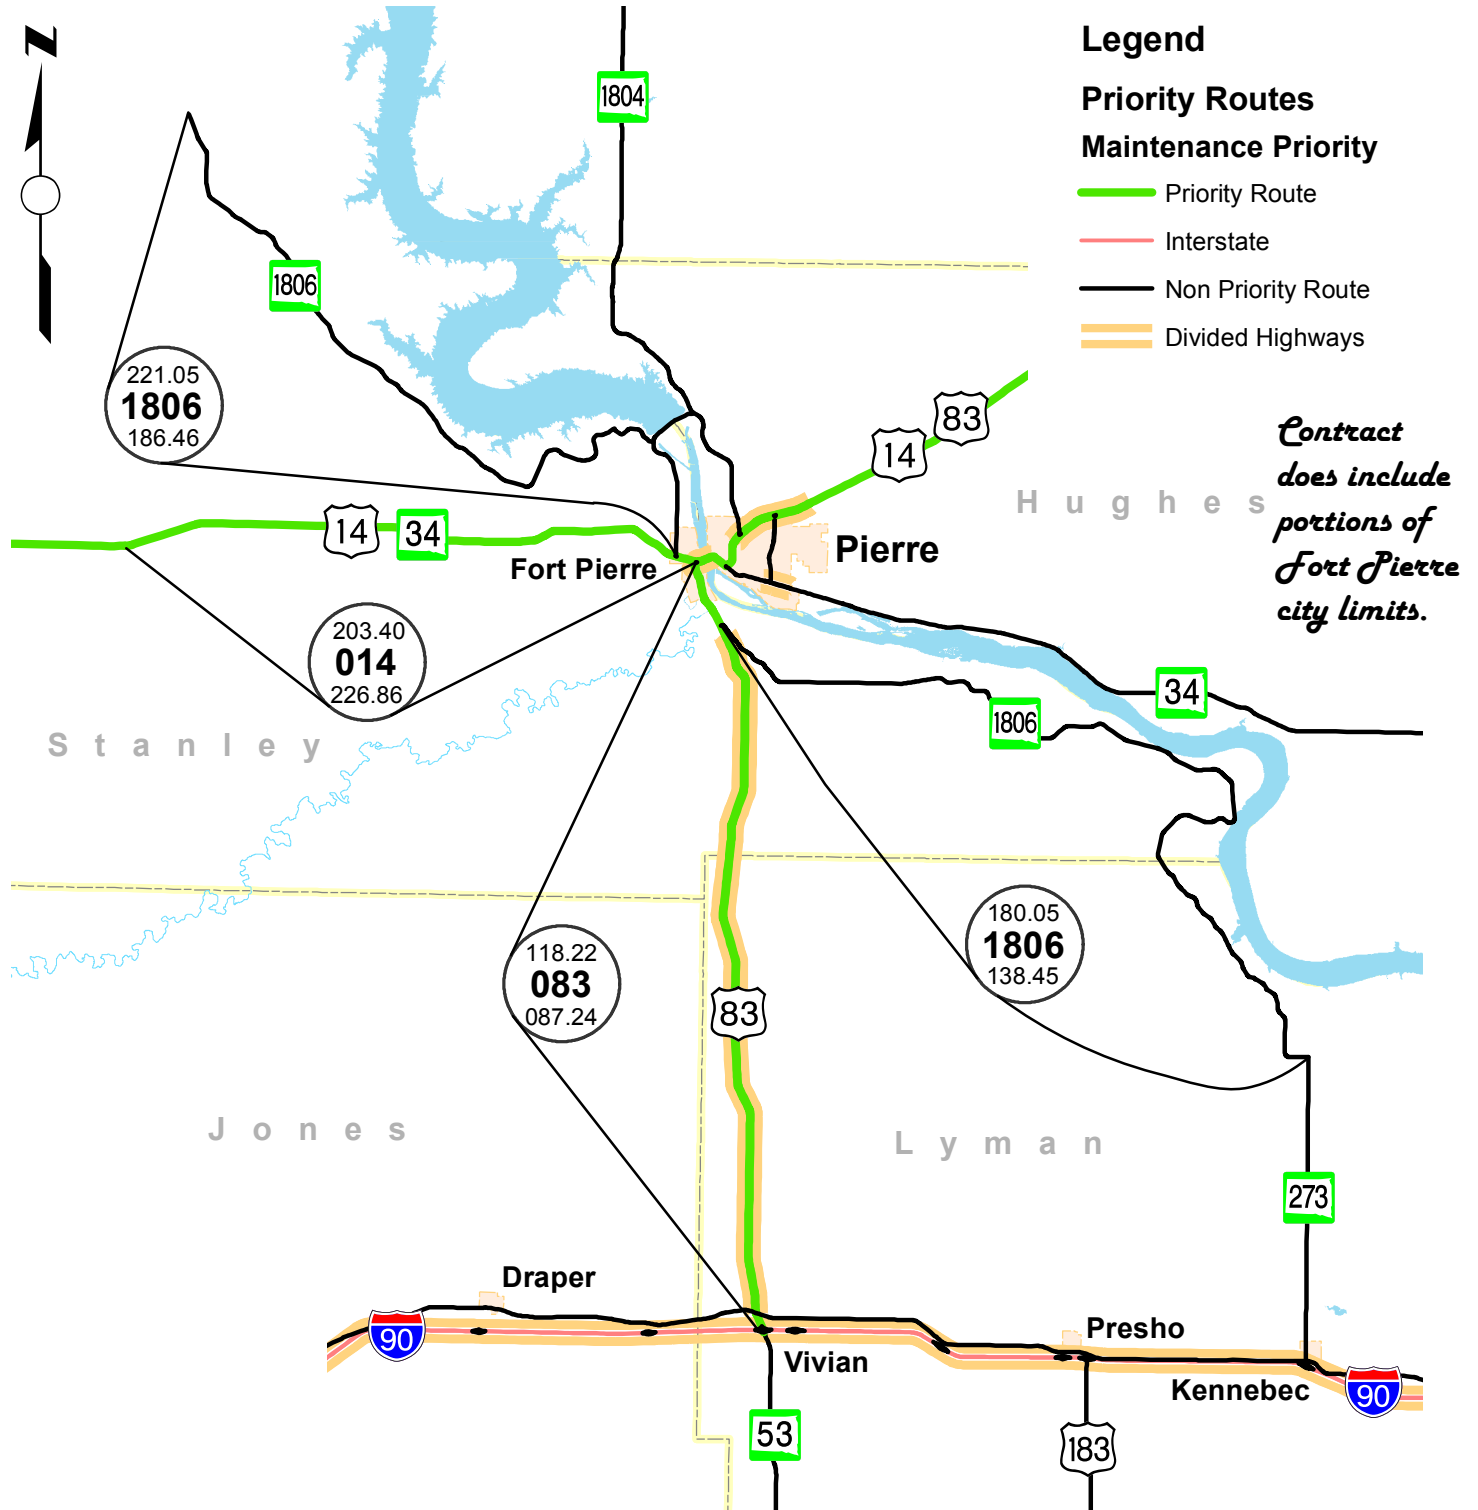 Legend
Priority Routes
Maintenance Priority
Priority Route
Interstate
Non Priority Route
Divided Highways
N
1804
1806
221.05
1806
186.46
83
14
Contract
does include
portions of
Fort Pierre
city limits.
Hughes
14
34
Fort Pierre
Pierre
203.40
014
226.86
34
1806
Stanley
118.22
083
087.24
180.05
1806
138.45
83
Jones
Lyman
273
Draper
90
Presho
Vivian
Kennebec
90
53
183